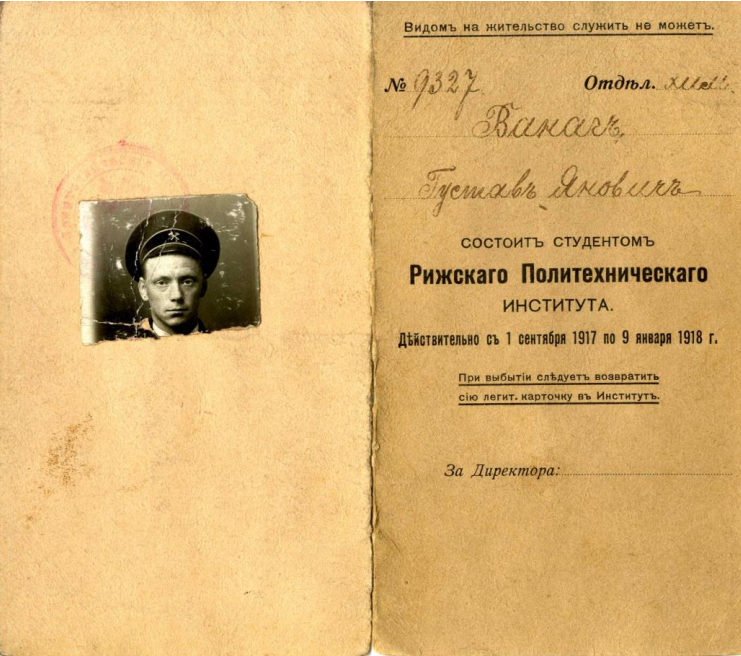 Видомъ на жительство служить не можетъ.
№ 9327. Отдѣл. хим.
Ванагъ
Густавъ Яновичъ
СОСТОИТЪ СТУДЕНТОМЪ
Рижскаго Политехническаго
ИНСТИТУТА.
Дѣйствительно съ 1 сентября 1917 по 9 января 1918 г.
При выбытіи слѣдуетъ возвратить
сію легит. карточку въ Институтъ.
За Директора: